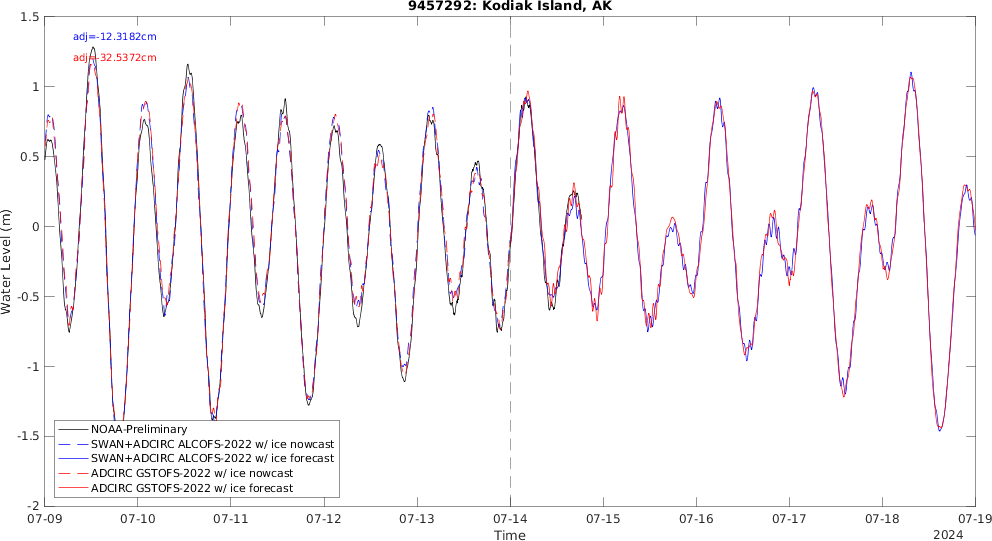 9457292: Kodiak Island, AK
adj=-12.3182cm
adj=-32.5372cm
Water Level (m)
1.5
1
0.5
0
-0.5
-1
-1.5
-2
NOAA-Preliminary
SWAN+ADCIRC ALCOFS-2022 w/ ice nowcast
SWAN+ADCIRC ALCOFS-2022 w/ ice forecast
ADCIRC GSTOFS-2022 w/ ice nowcast
ADCIRC GSTOFS-2022 w/ ice forecast
07-09 07-10 07-11 07-12 07-13 07-14 07-15 07-16 07-17 07-18 07-19
Time
2024